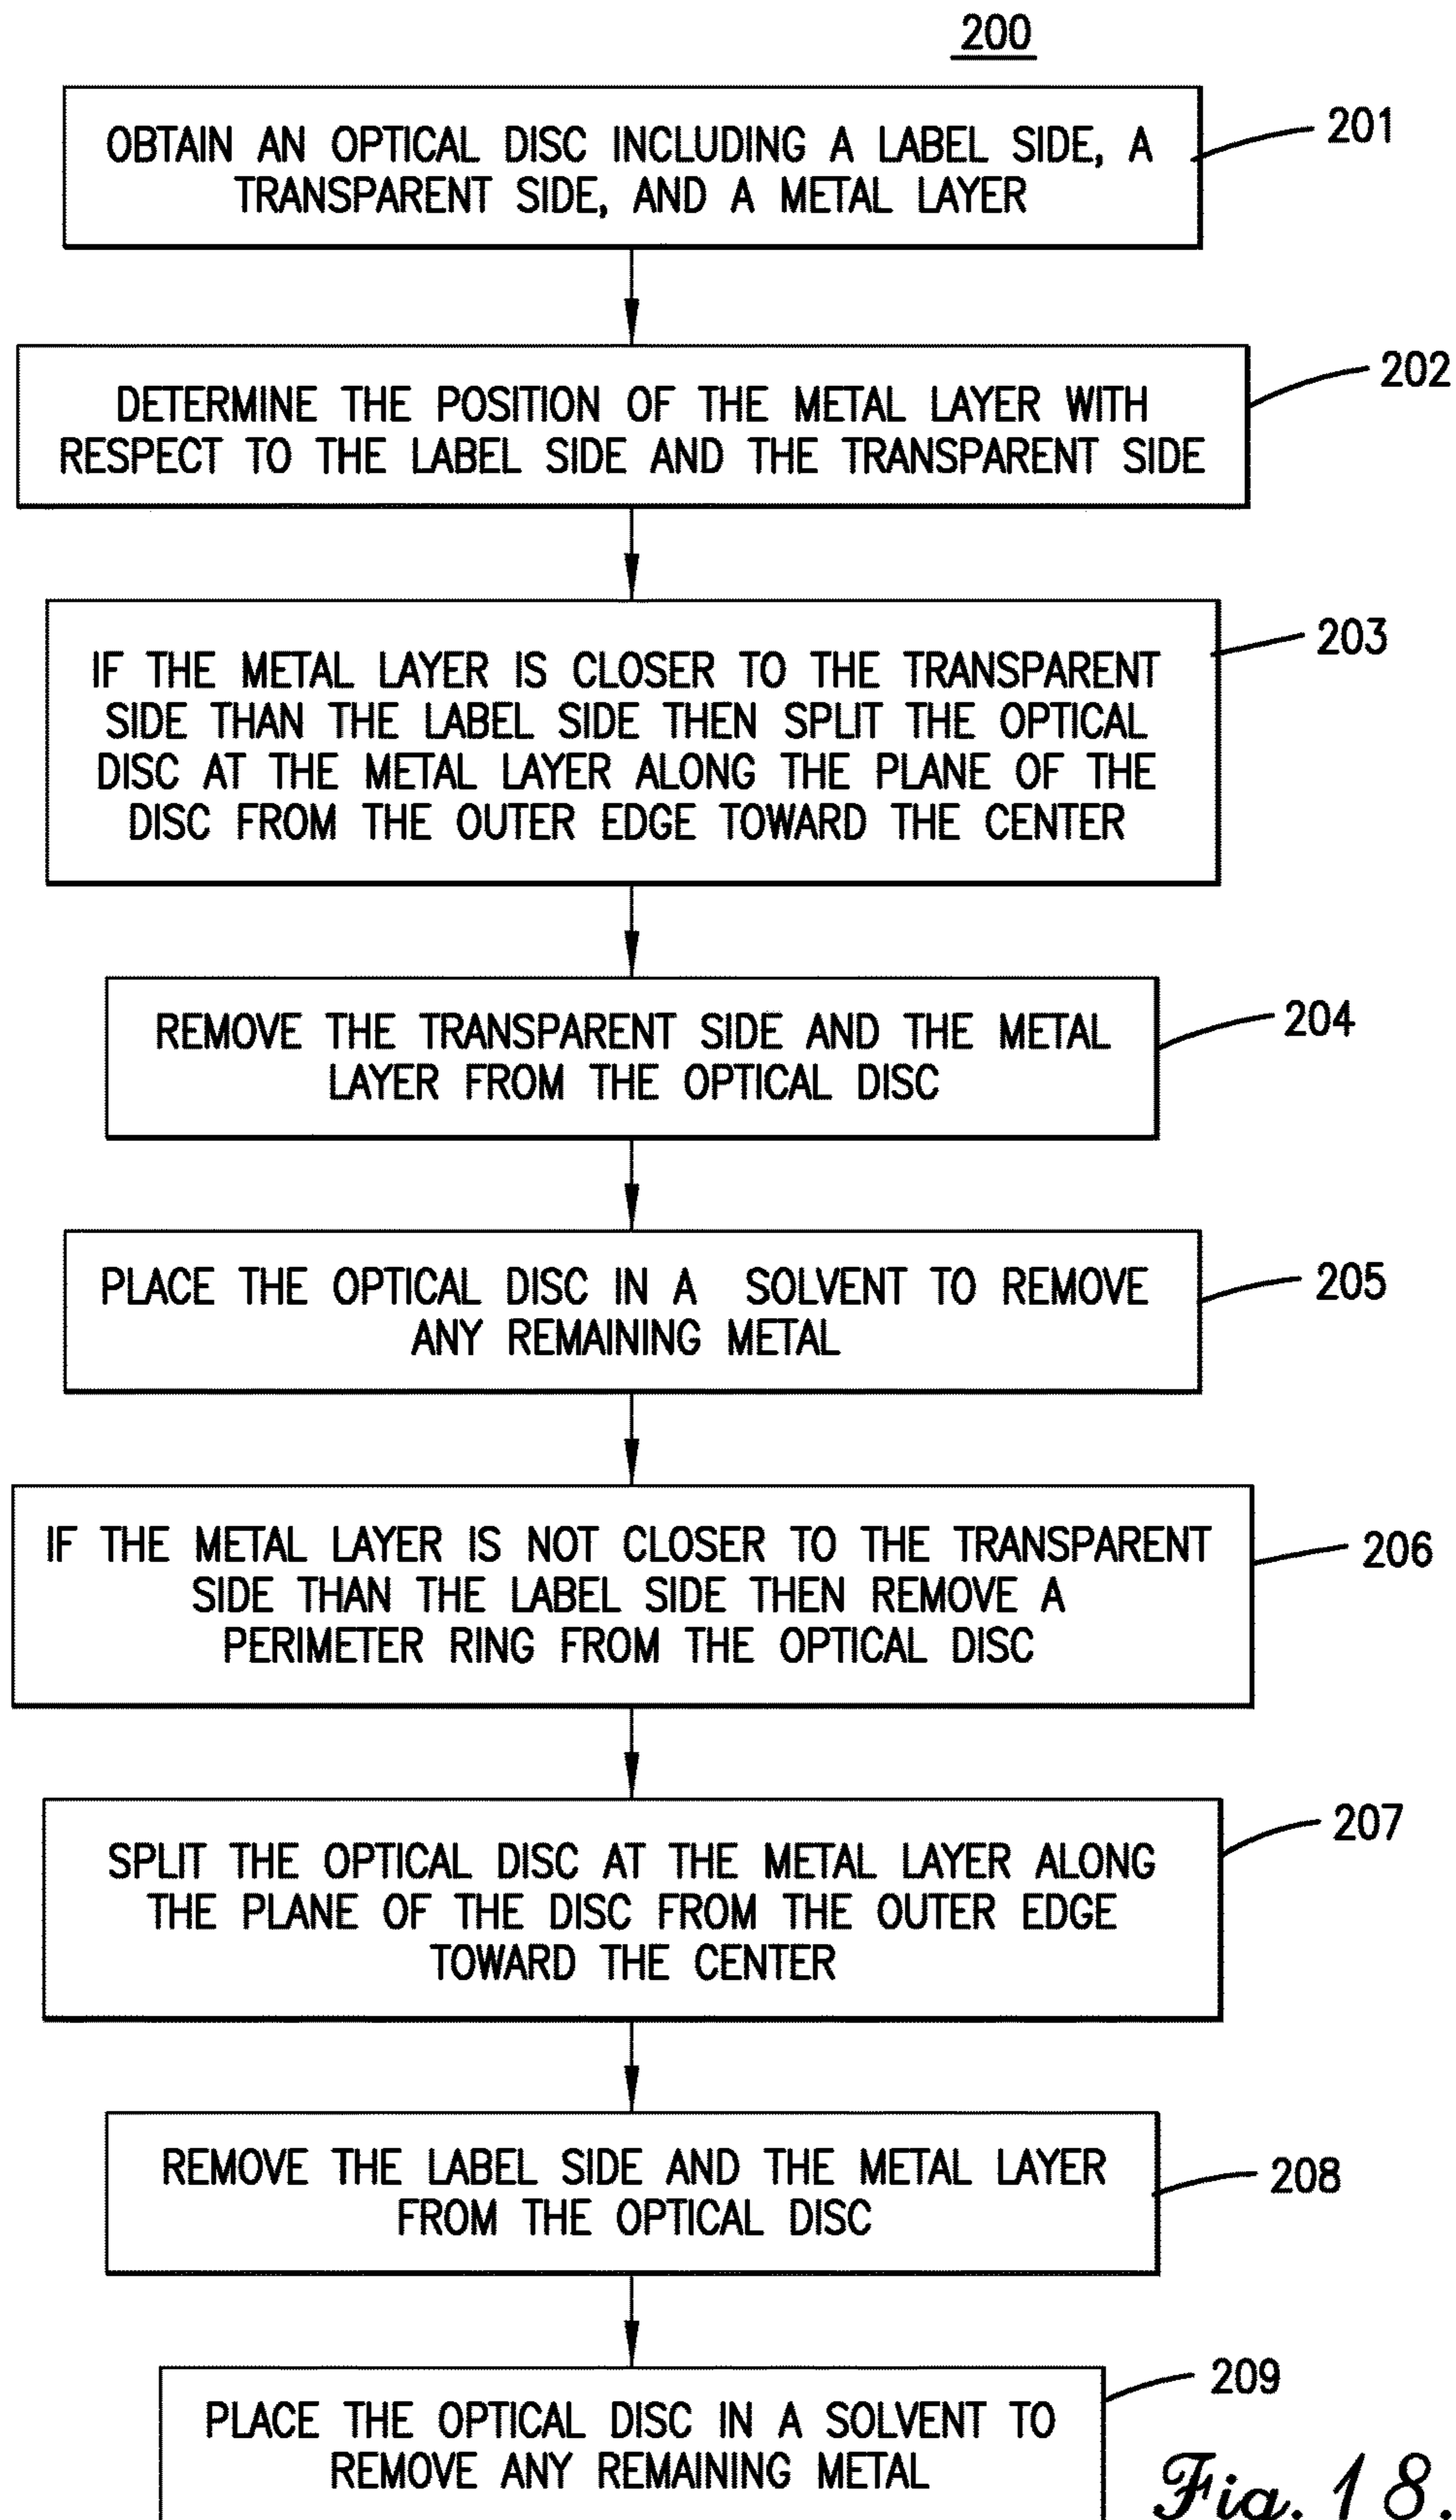 200
OBTAIN AN OPTICAL DISC INCLUDING A LABEL SIDE, A
TRANSPARENT SIDE, AND A METAL LAYER
201
DETERMINE THE POSITION OF THE METAL LAYER WITH
RESPECT TO THE LABEL SIDE AND THE TRANSPARENT SIDE
202
IF THE METAL LAYER IS CLOSER TO THE TRANSPARENT
SIDE THAN THE LABEL SIDE THEN SPLIT THE OPTICAL
DISC AT THE METAL LAYER ALONG THE PLANE OF THE
DISC FROM THE OUTER EDGE TOWARD THE CENTER
203
REMOVE THE TRANSPARENT SIDE AND THE METAL
LAYER FROM THE OPTICAL DISC
204
PLACE THE OPTICAL DISC IN A SOLVENT TO REMOVE
ANY REMAINING METAL
205
IF THE METAL LAYER IS NOT CLOSER TO THE TRANSPARENT
SIDE THAN THE LABEL SIDE THEN REMOVE A
PERIMETER RING FROM THE OPTICAL DISC
206
SPLIT THE OPTICAL DISC AT THE METAL LAYER ALONG
THE PLANE OF THE DISC FROM THE OUTER EDGE
TOWARD THE CENTER
207
REMOVE THE LABEL SIDE AND THE METAL LAYER
FROM THE OPTICAL DISC
208
PLACE THE OPTICAL DISC IN A SOLVENT TO
REMOVE ANY REMAINING METAL
209
Fig. 18.